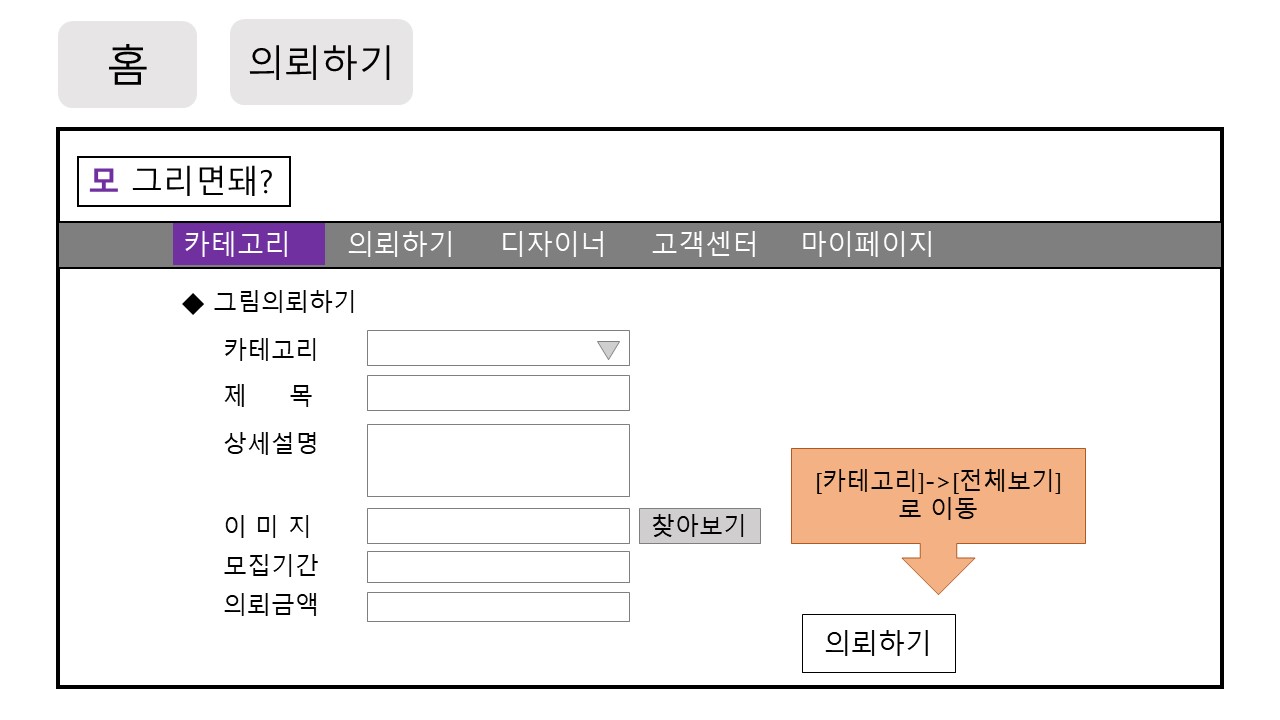 홈
의뢰하기
모 그리면돼?
카테고리 의뢰하기 디자이너 고객센터 마이페이지
◆ 그림의뢰하기
카테고리
제 목
상세설명
이 미 지
찾아보기
모집기간
의뢰금액
[카테고리]->[전체보기]
로 이동
의뢰하기